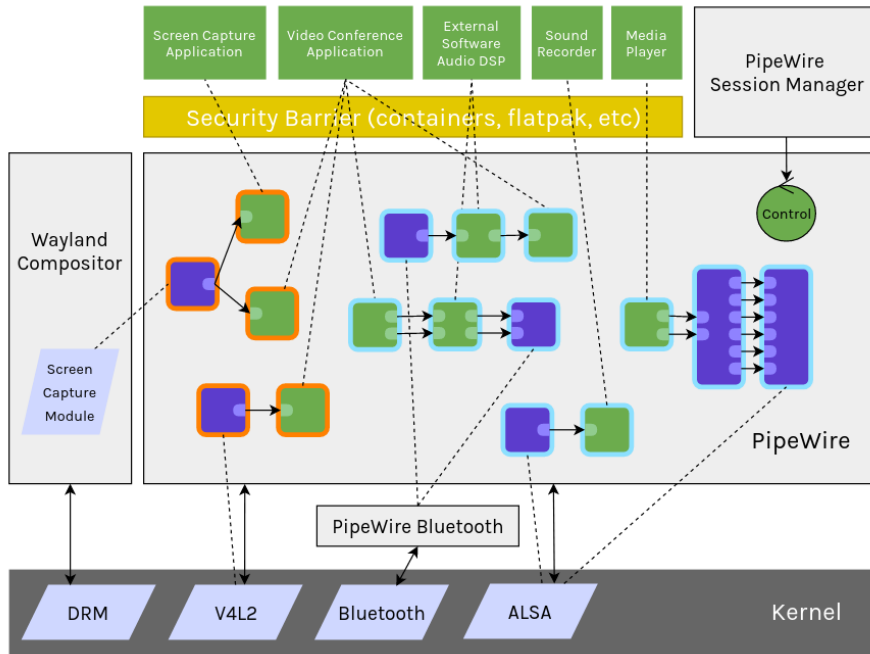 Screen Capture
Application
Video Conference
Application
External
Software
Audio DSP
Sound
Recorder
Media
Player
PipeWire
Session Manager
Security Barrier (containers, flatpak, etc)
Wayland
Compositor
Control
Screen
Capture
Module
PipeWire
PipeWire Bluetooth
DRM
V4L2
Bluetooth
ALSA
Kernel